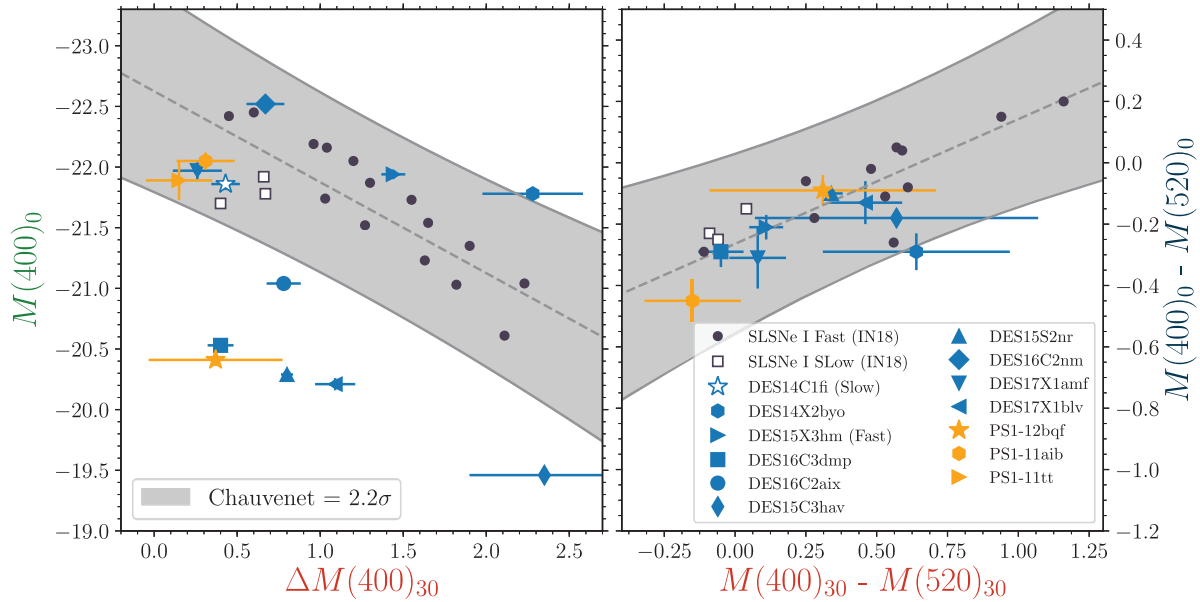 −23.0
−22.5
−22.0
−21.5
−21.0
−20.5
−20.0
−19.5
−19.0
M(400)₀
0.0 0.5 1.0 1.5 2.0 2.5
ΔM(400)₃₀
Chauvenet = 2.2σ
0.4
0.2
0.0
−0.2
−0.4
−0.6
−0.8
−1.0
−1.2
M(400)₀ - M(520)₀
−0.25 0.00 0.25 0.50 0.75 1.00 1.25
M(400)₃₀ - M(520)₃₀
SLSNe I Fast (IN18)
SLSNe I SLow (IN18)
DES14C1fi (Slow)
DES14X2byo
DES15X3hm (Fast)
DES16C3dmp
DES16C2aix
DES15C3hav
DES15S2nr
DES16C2nm
DES17X1amf
DES17X1blv
PS1-12bqf
PS1-11aib
PS1-11tt